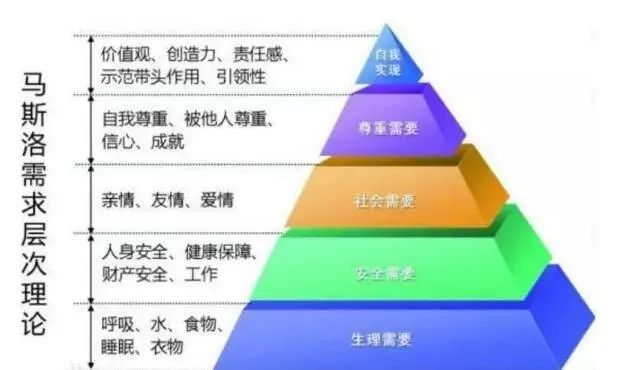 马斯洛需求层次理论
价值观、创造力、责任感、
示范带头作用、引领性
自我
实现
自我尊重、被他人尊重、
信心、成就
尊重需要
亲情、友情、爱情
社会需要
人身安全、健康保障、
财产安全、工作
安全需要
呼吸、水、食物、
睡眠、衣物
生理需要